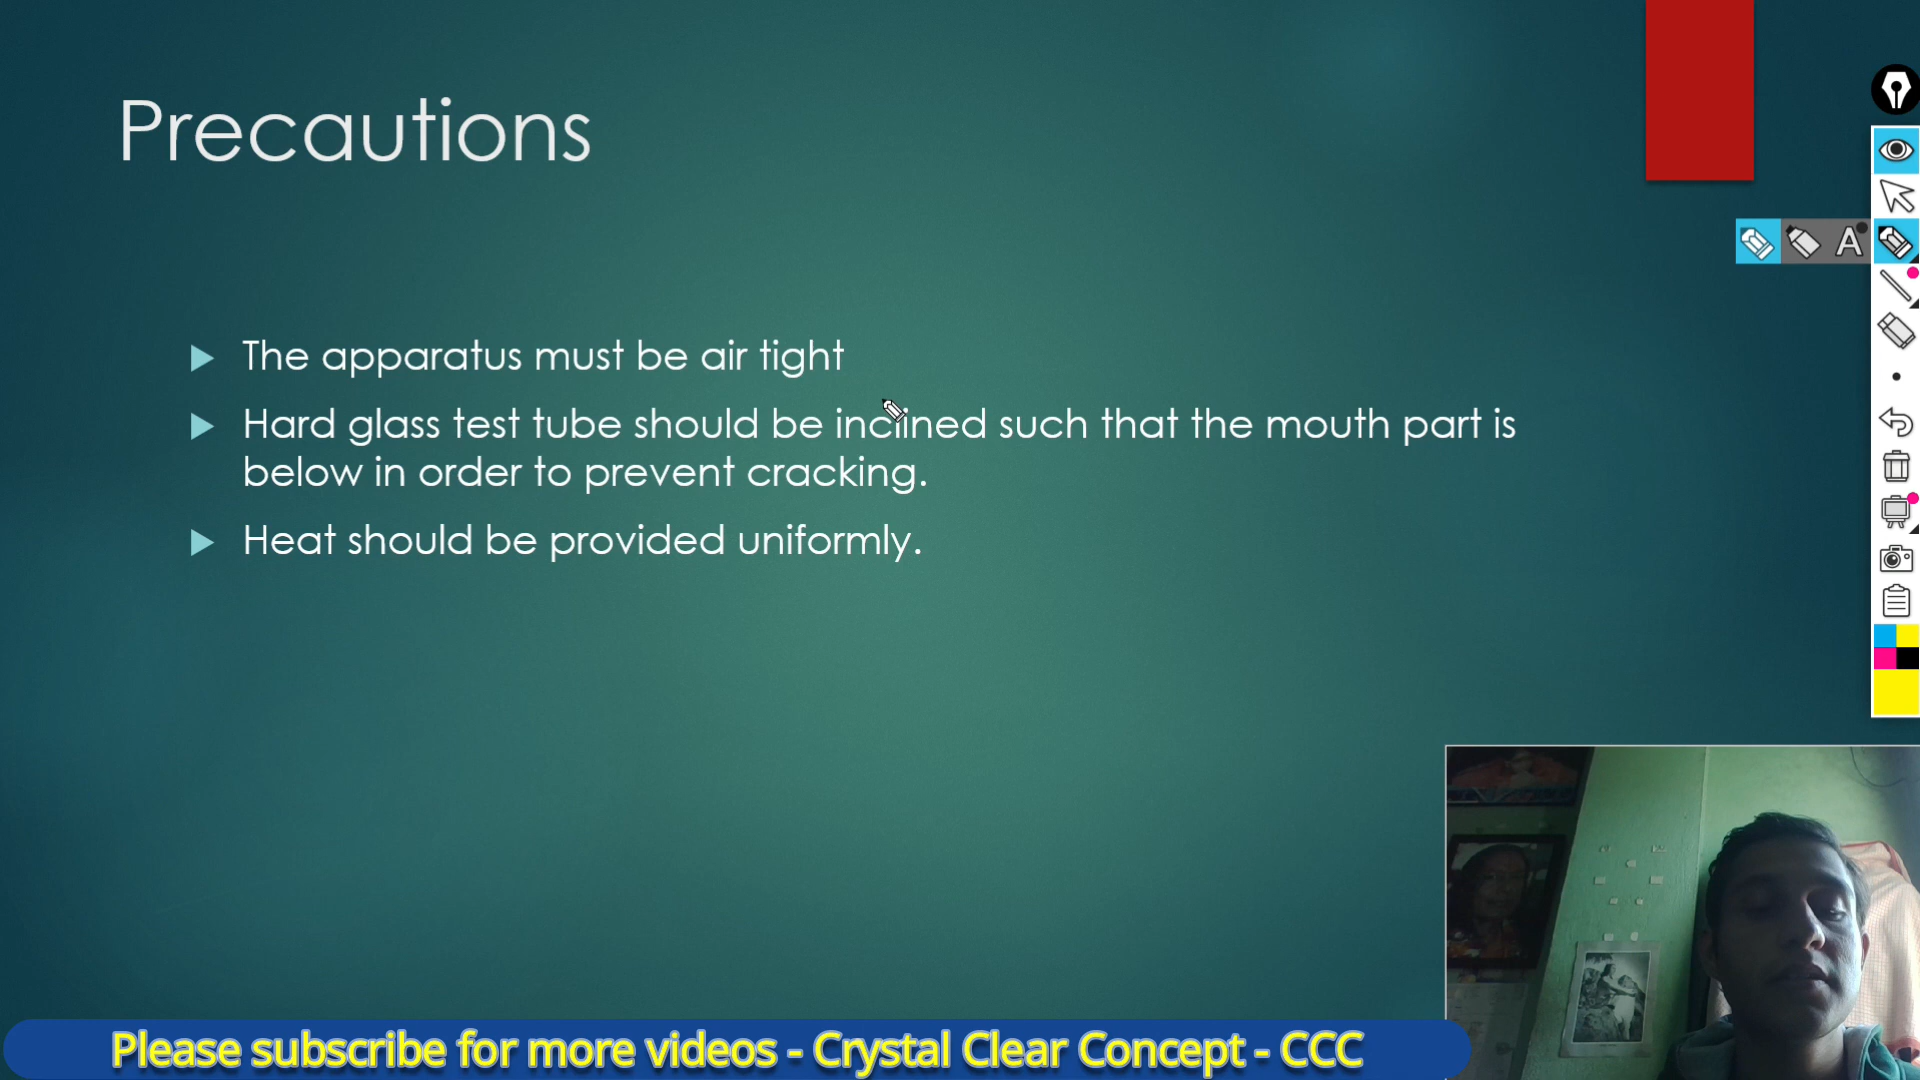 Precautions
The apparatus must be air tight
Hard glass test tube should be inclined such that the mouth part is
below in order to prevent cracking.
Heat should be provided uniformly.
A
Please subscribe for more videos - Crystal Clear Concept - CCC